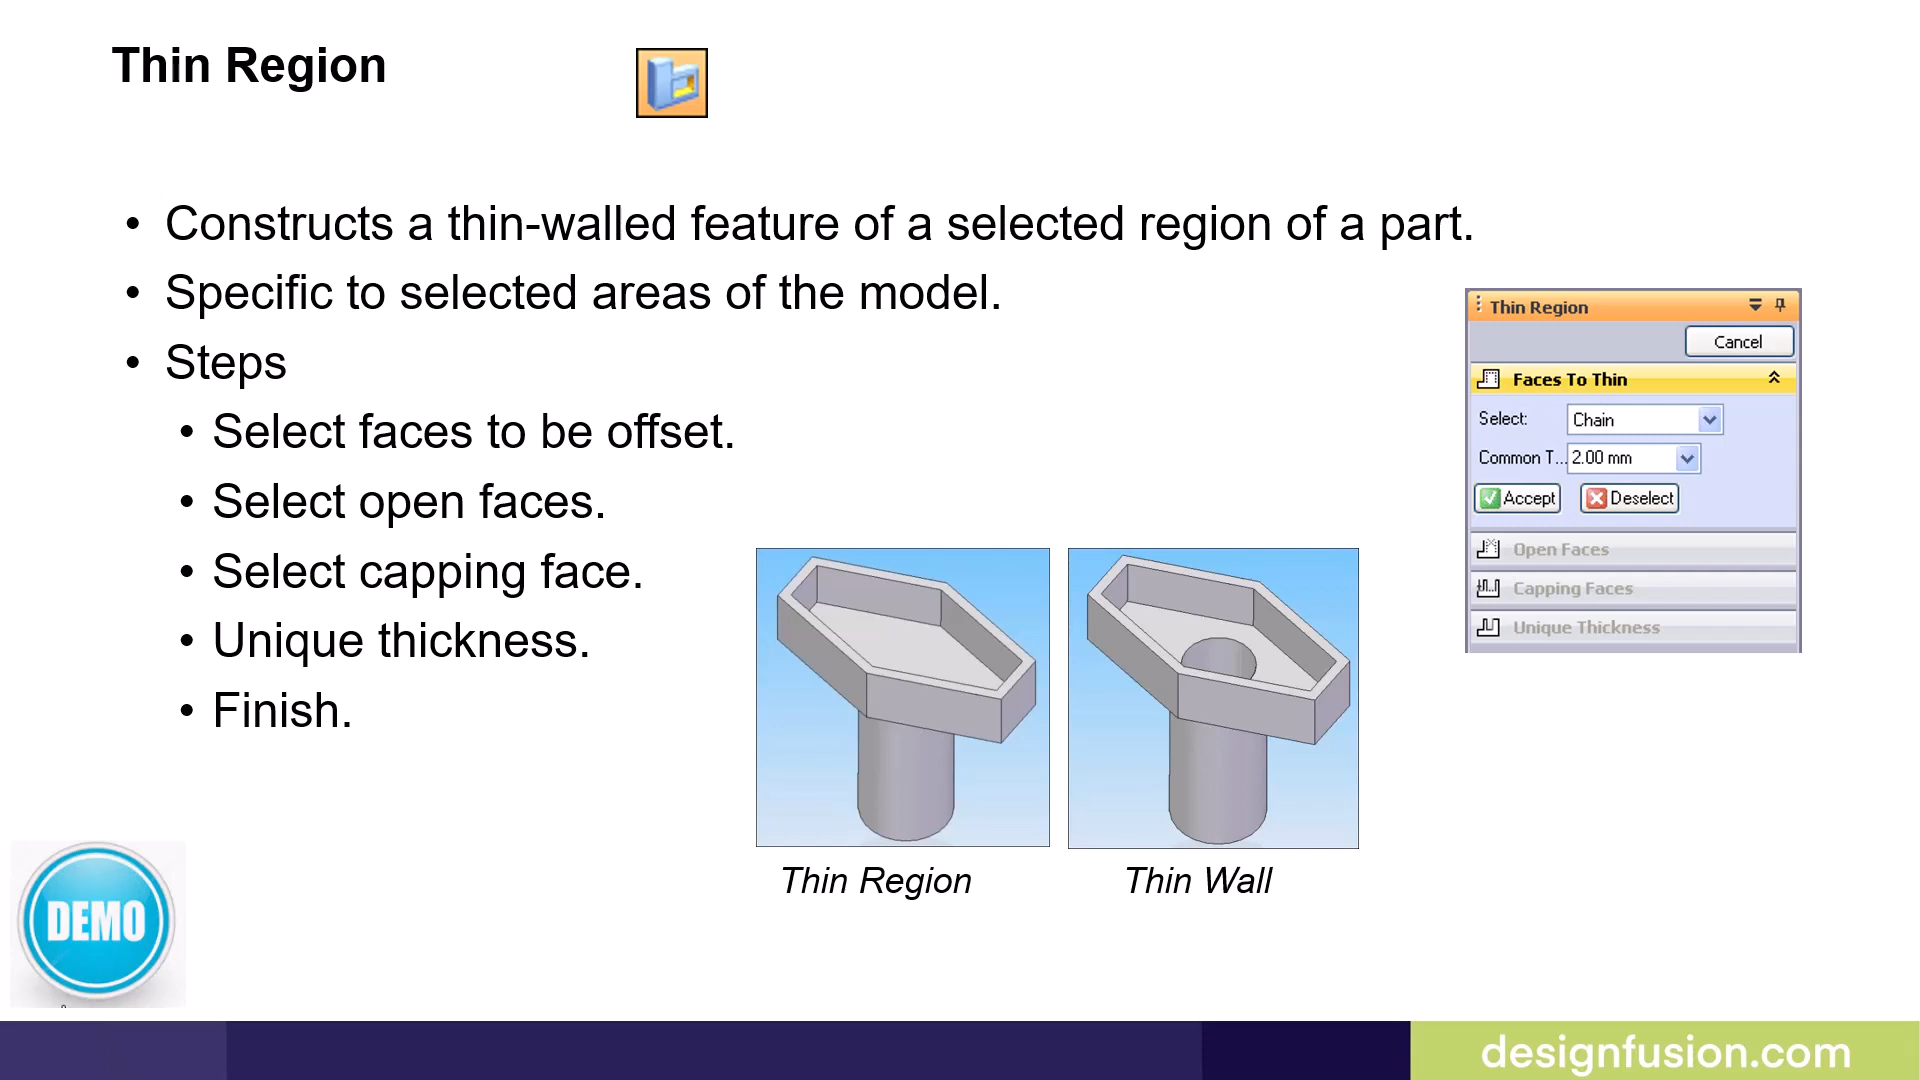 Thin Region
• Constructs a thin-walled feature of a selected region of a part.
• Specific to selected areas of the model.
• Steps
• Select faces to be offset.
• Select open faces.
• Select capping face.
• Unique thickness.
• Finish.
Thin Region
Cancel
Faces To Thin
Select: Chain
Common T... 2.00 mm
Accept Deselect
Open Faces
Capping Faces
Unique Thickness
Thin Region Thin Wall
DEMO
designfusion.com